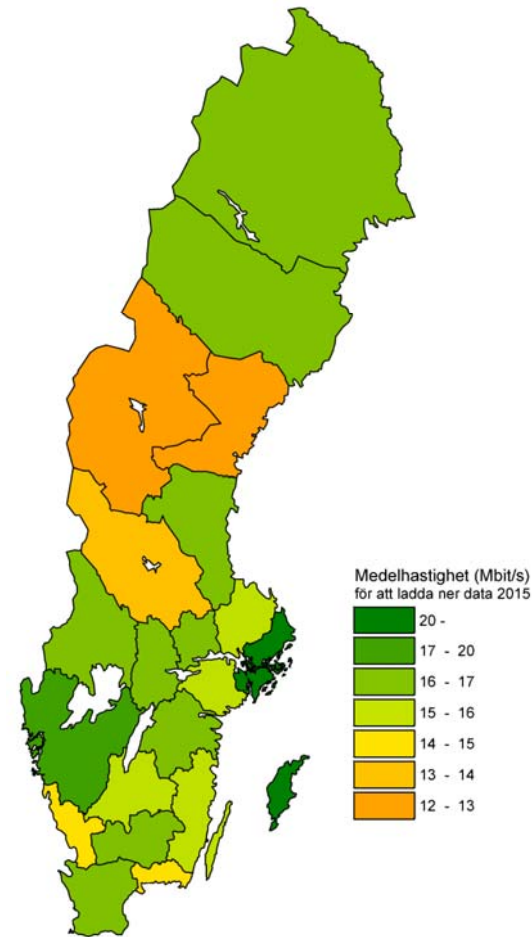 Medelhastighet (Mbit/s)
för att ladda ner data 2015
20 -
17 - 20
16 - 17
15 - 16
14 - 15
13 - 14
12 - 13